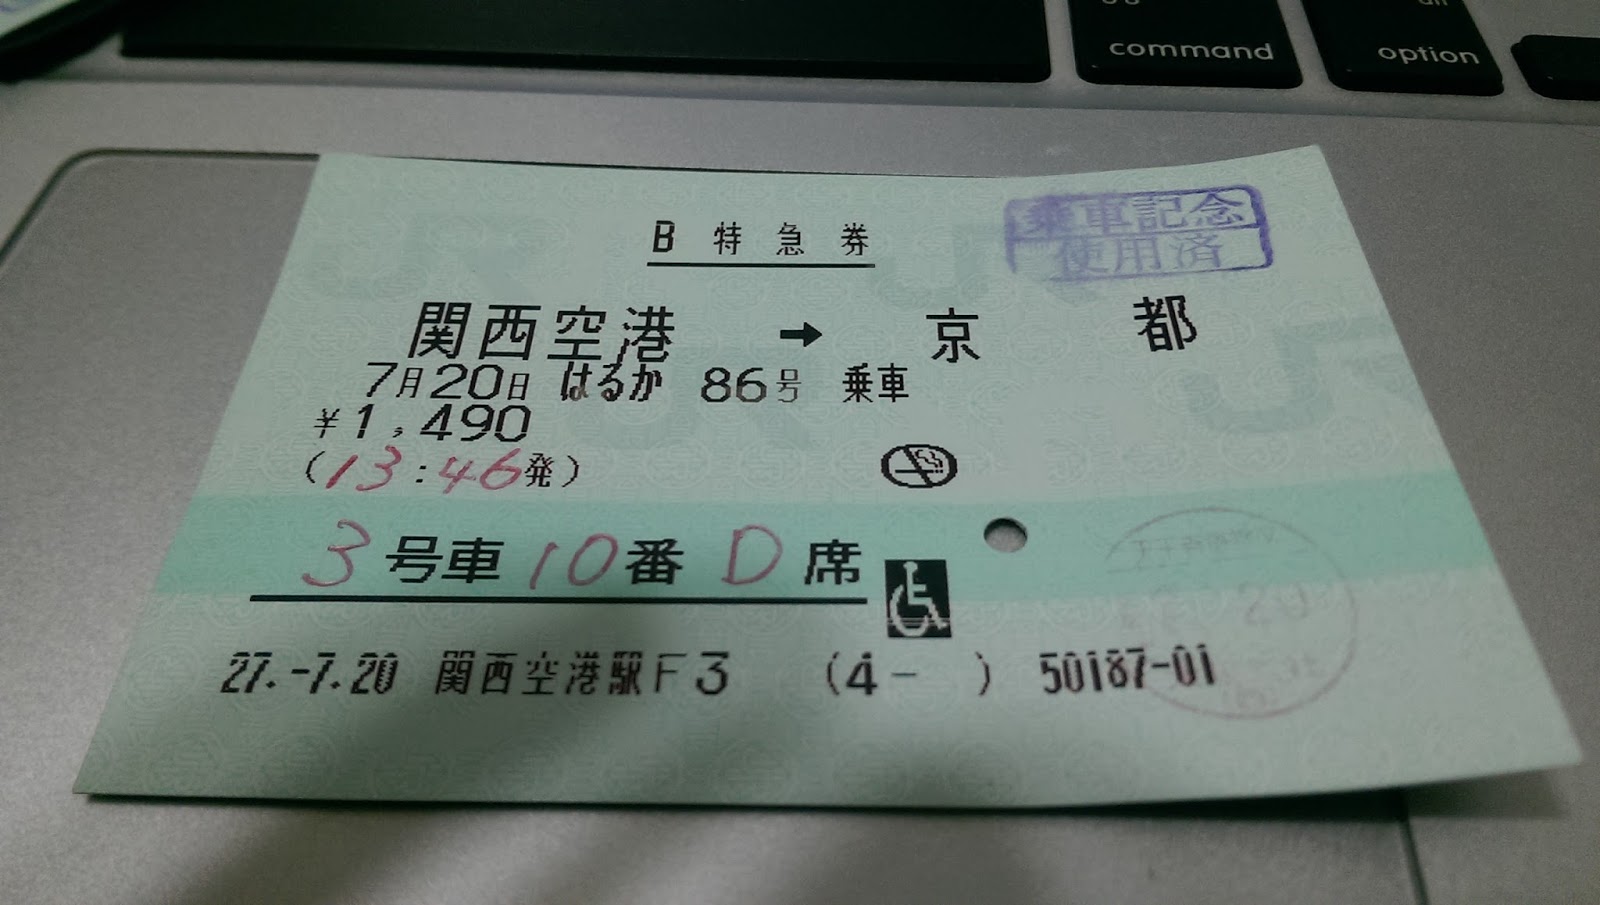 command
option
乗車記念
使用済
B 特急券
関西空港 → 京都
7月20日 はるか 86号 乗車
¥1,490
(13:46発)
3号車10番D席
27.-7.20 関西空港駅F3 (4- ) 50187-01
20